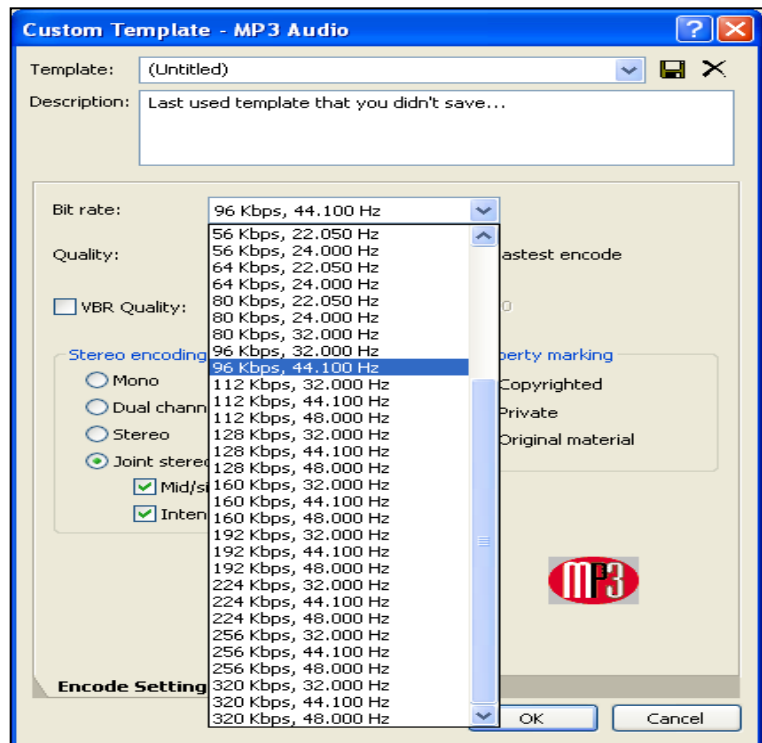 Custom Template - MP3 Audio
Template:
(Untitled)
Description:
Last used template that you didn't save...
Bit rate:
96 Kbps, 44.100 Hz
56 Kbps, 22.050 Hz
56 Kbps, 24.000 Hz
64 Kbps, 22.050 Hz
64 Kbps, 24.000 Hz
80 Kbps, 22.050 Hz
80 Kbps, 24.000 Hz
80 Kbps, 32.000 Hz
96 Kbps, 32.000 Hz
96 Kbps, 44.100 Hz
112 Kbps, 32.000 Hz
112 Kbps, 44.100 Hz
112 Kbps, 48.000 Hz
128 Kbps, 32.000 Hz
128 Kbps, 44.100 Hz
128 Kbps, 48.000 Hz
160 Kbps, 32.000 Hz
160 Kbps, 44.100 Hz
160 Kbps, 48.000 Hz
192 Kbps, 32.000 Hz
192 Kbps, 44.100 Hz
192 Kbps, 48.000 Hz
224 Kbps, 32.000 Hz
224 Kbps, 44.100 Hz
224 Kbps, 48.000 Hz
256 Kbps, 32.000 Hz
256 Kbps, 44.100 Hz
256 Kbps, 48.000 Hz
320 Kbps, 32.000 Hz
320 Kbps, 44.100 Hz
320 Kbps, 48.000 Hz
Quality:
astest encode
VBR Quality:
0
Stereo encoding
Mono
Dual chann
Stereo
Joint stere
Mid/si
Inten
perty marking
Copyrighted
Private
Original material
MP3
Encode Setting
OK
Cancel